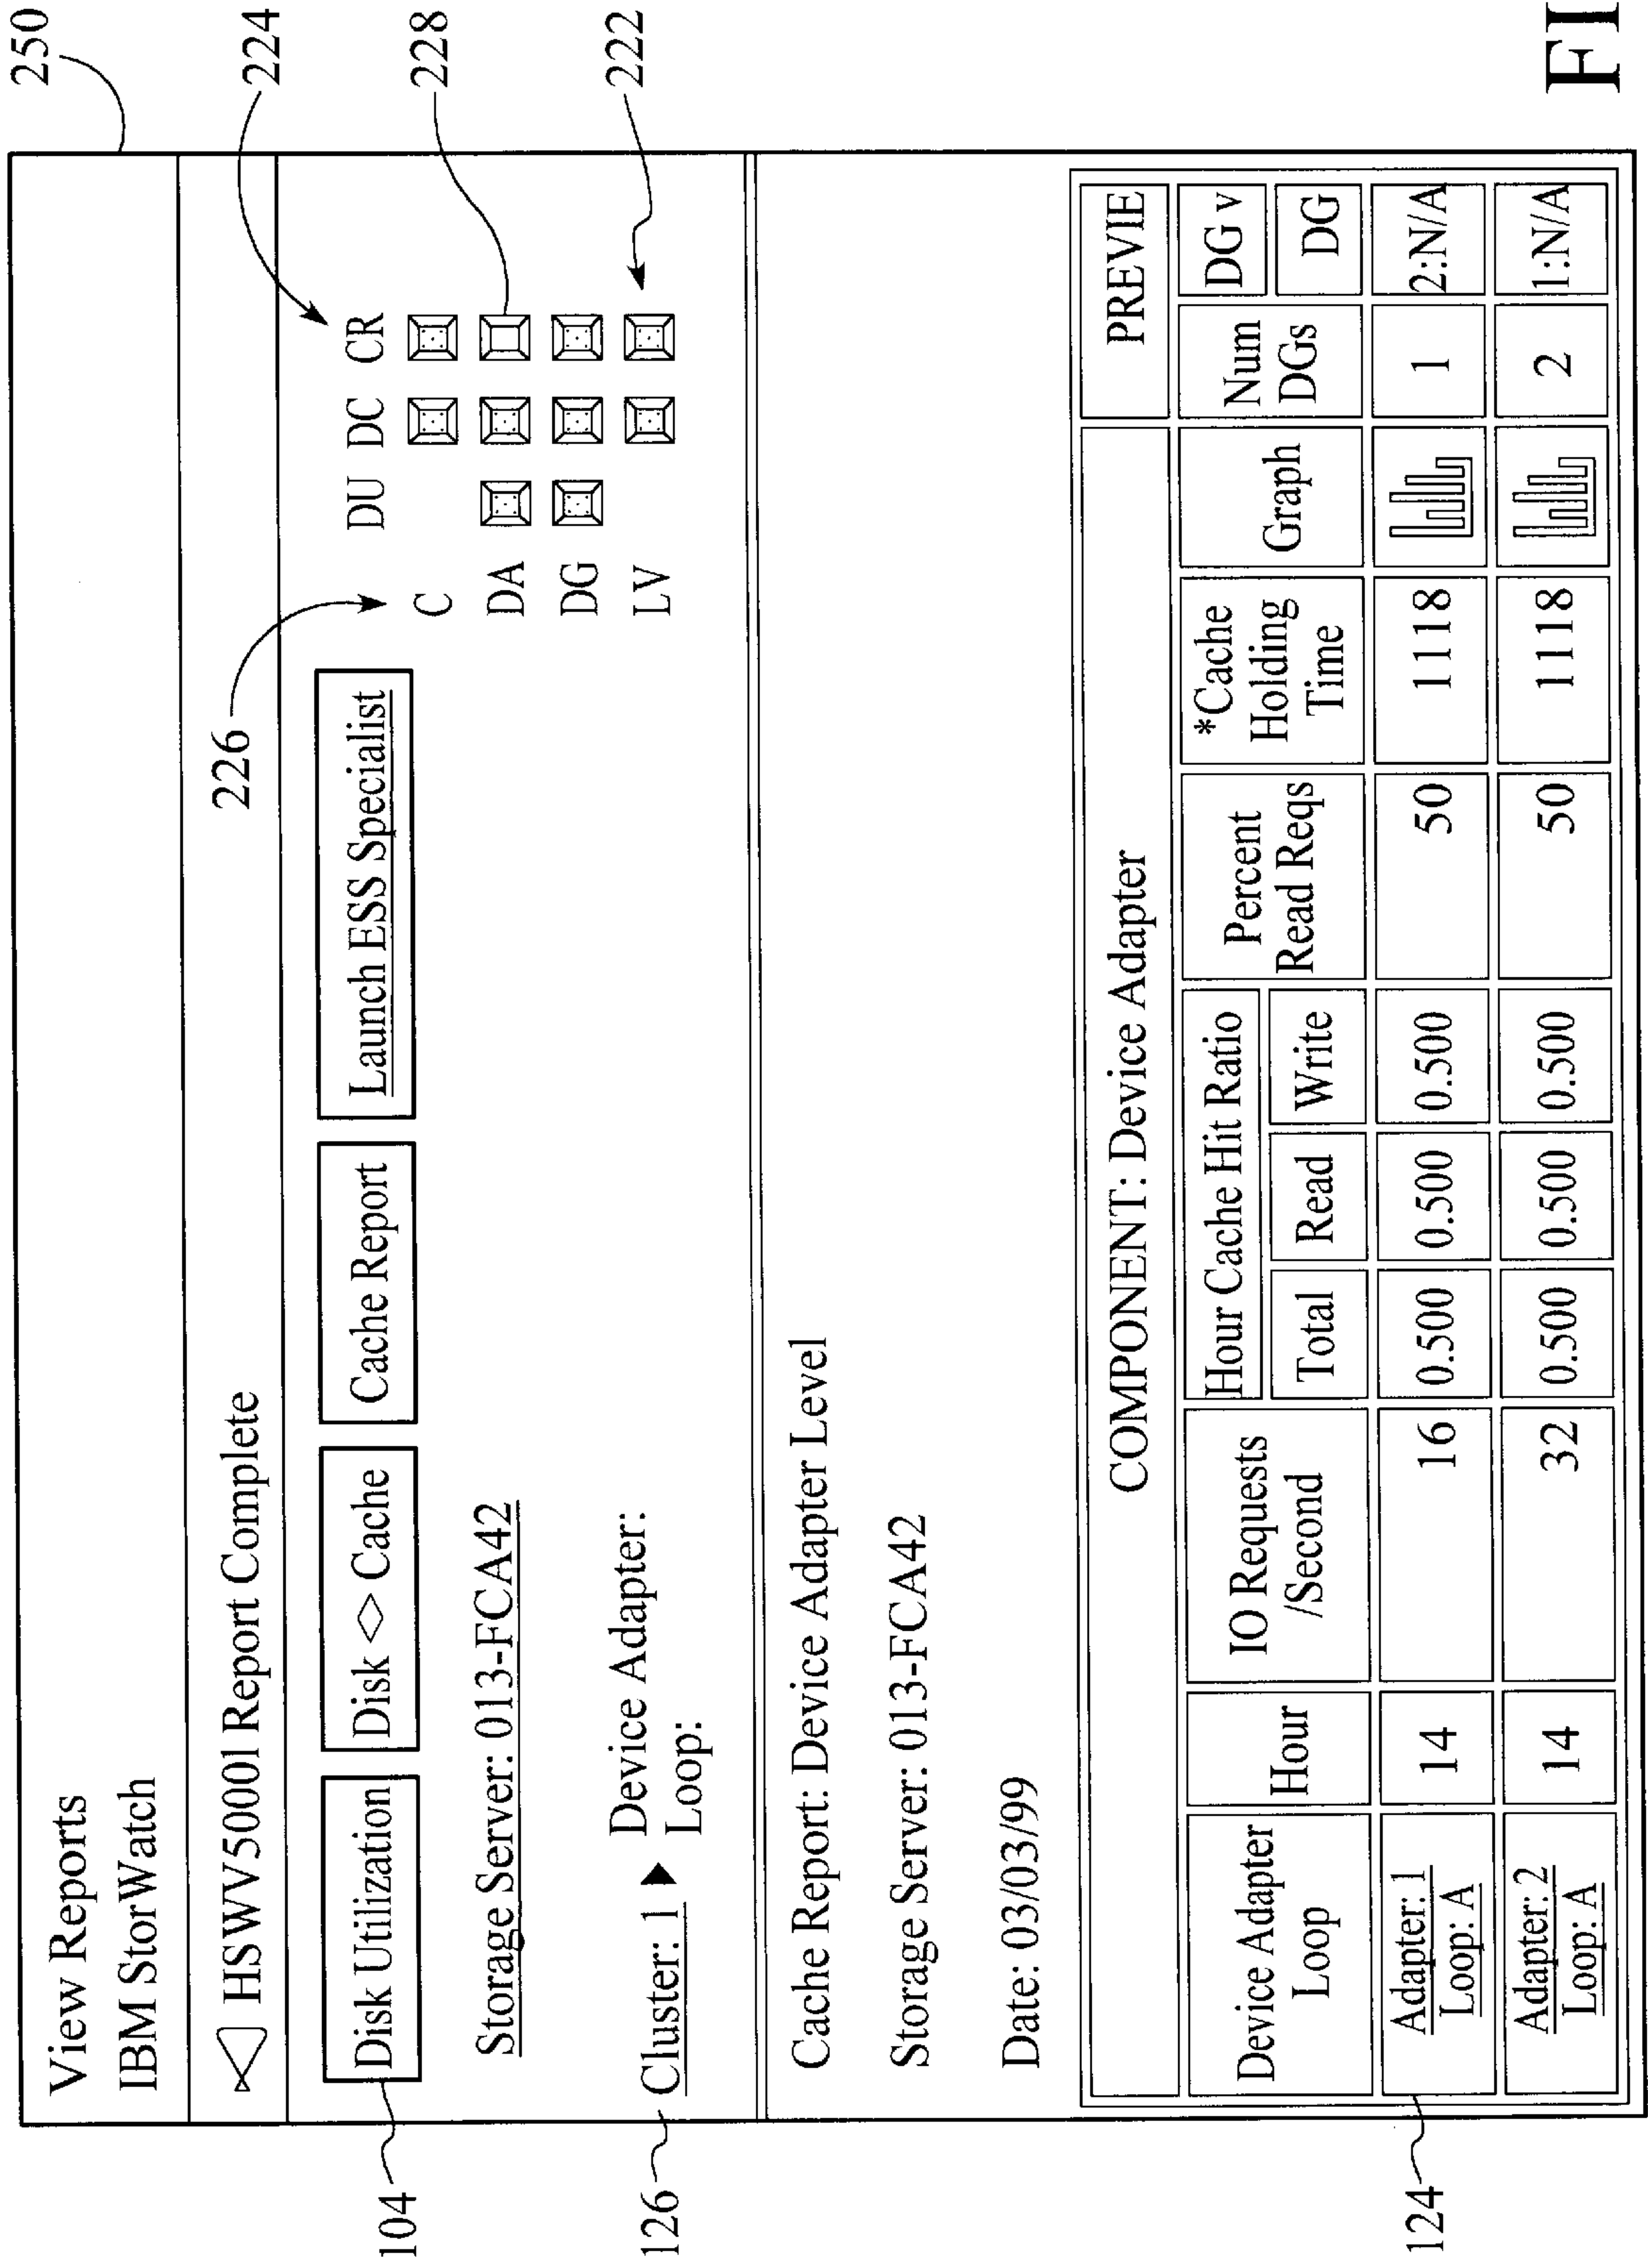 250
View Reports
IBM StorWatch
HSWV5000I Report Complete
224
226
Disk Utilization
Disk <> Cache
Cache Report
Launch ESS Specialist
DU DC CR
C
DA
DG
LV
228
222
104
Storage Server: 013-FCA42
126
Cluster: 1 ▶ Device Adapter:
Loop:
Cache Report: Device Adapter Level
Storage Server: 013-FCA42
Date: 03/03/99
COMPONENT: Device Adapter
PREVIE
Device Adapter
Loop
Hour
IO Requests
/Second
Hour Cache Hit Ratio
Total
Read
Write
Percent
Read Reqs
*Cache
Holding
Time
Graph
Num
DGs
DG v
DG
124
Adapter: 1
Loop: A
14
16
0.500
0.500
0.500
50
1118
1
2:N/A
Adapter: 2
Loop: A
14
32
0.500
0.500
0.500
50
1118
2
1:N/A
FI